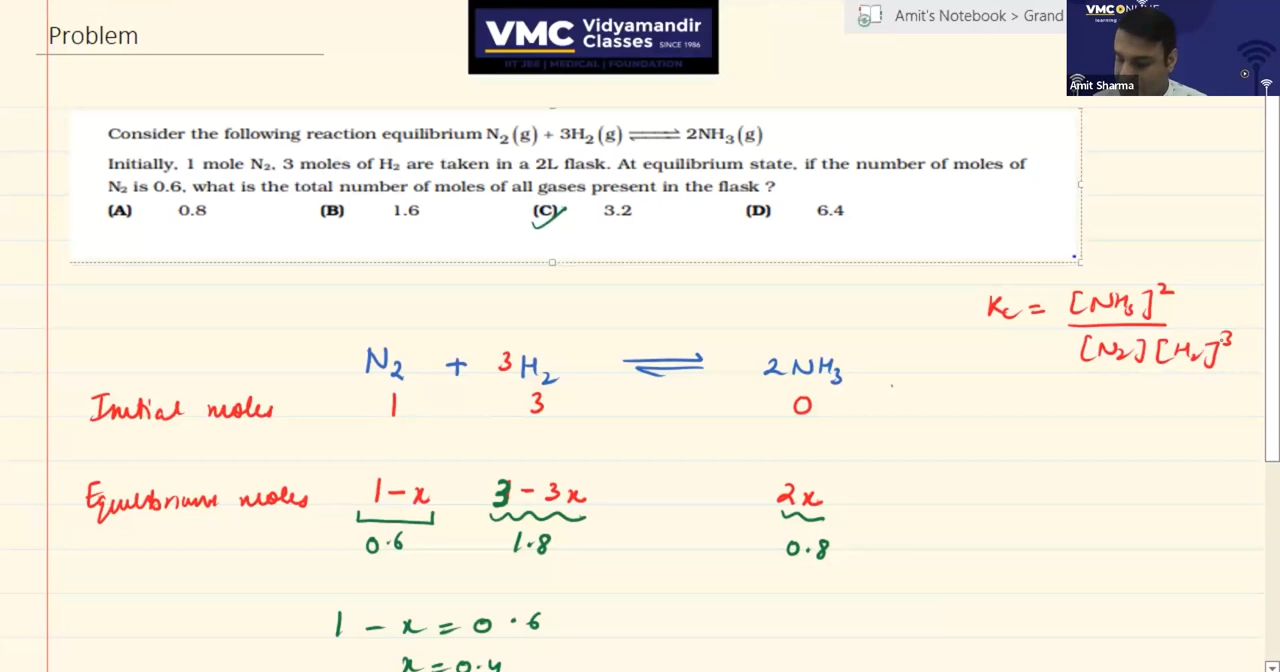 Problem
VMC Vidyamandir Classes SINCE 1986
IIT JEE | MEDICAL | FOUNDATION
Amit's Notebook > Grand
VMC ONLINE
learning
Amit Sharma
Consider the following reaction equilibrium N₂(g) + 3H₂(g) ⇌ 2NH₃(g)
Initially, 1 mole N₂, 3 moles of H₂ are taken in a 2L flask. At equilibrium state, if the number of moles of
N₂ is 0.6, what is the total number of moles of all gases present in the flask ?
(A) 0.8 (B) 1.6 (C) 3.2 (D) 6.4
Kc = [NH₃]² / [N₂][H₂]³
N₂ + 3H₂ ⇌ 2NH₃
Initial moles 1 3 0
Equilibrium moles 1 - x 3 - 3x 2x
0.6 1.8 0.8
1 - x = 0.6
x = 0.4